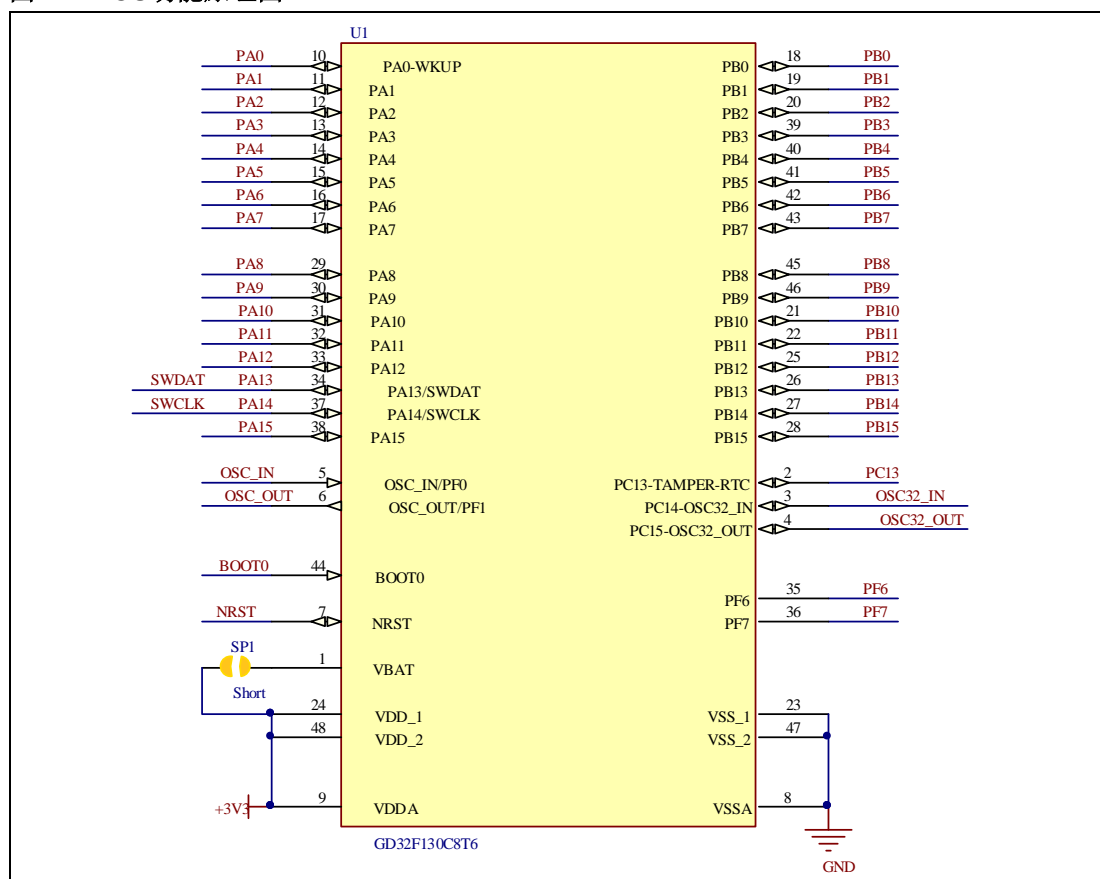 U1
PA0 10 PA0-WKUP PB0 18 PB0
PA1 11 PA1 PB1 19 PB1
PA2 12 PA2 PB2 20 PB2
PA3 13 PA3 PB3 39 PB3
PA4 14 PA4 PB4 40 PB4
PA5 15 PA5 PB5 41 PB5
PA6 16 PA6 PB6 42 PB6
PA7 17 PA7 PB7 43 PB7
PA8 29 PA8 PB8 45 PB8
PA9 30 PA9 PB9 46 PB9
PA10 31 PA10 PB10 21 PB10
PA11 32 PA11 PB11 22 PB11
PA12 33 PA12 PB12 25 PB12
SWDAT PA13 34 PA13/SWDAT PB13 26 PB13
SWCLK PA14 37 PA14/SWCLK PB14 27 PB14
PA15 38 PA15 PB15 28 PB15
OSC_IN 5 OSC_IN/PF0 PC13-TAMPER-RTC 2 PC13
OSC_OUT 6 OSC_OUT/PF1 PC14-OSC32_IN 3 OSC32_IN
PC15-OSC32_OUT 4 OSC32_OUT
BOOT0 44 BOOT0
PF6 35 PF6
NRST 7 NRST PF7 36 PF7
SP1
1 VBAT
Short
24 VDD_1 VSS_1 23
48 VDD_2 VSS_2 47
+3V3 9 VDDA VSSA 8
GD32F130C8T6
GND